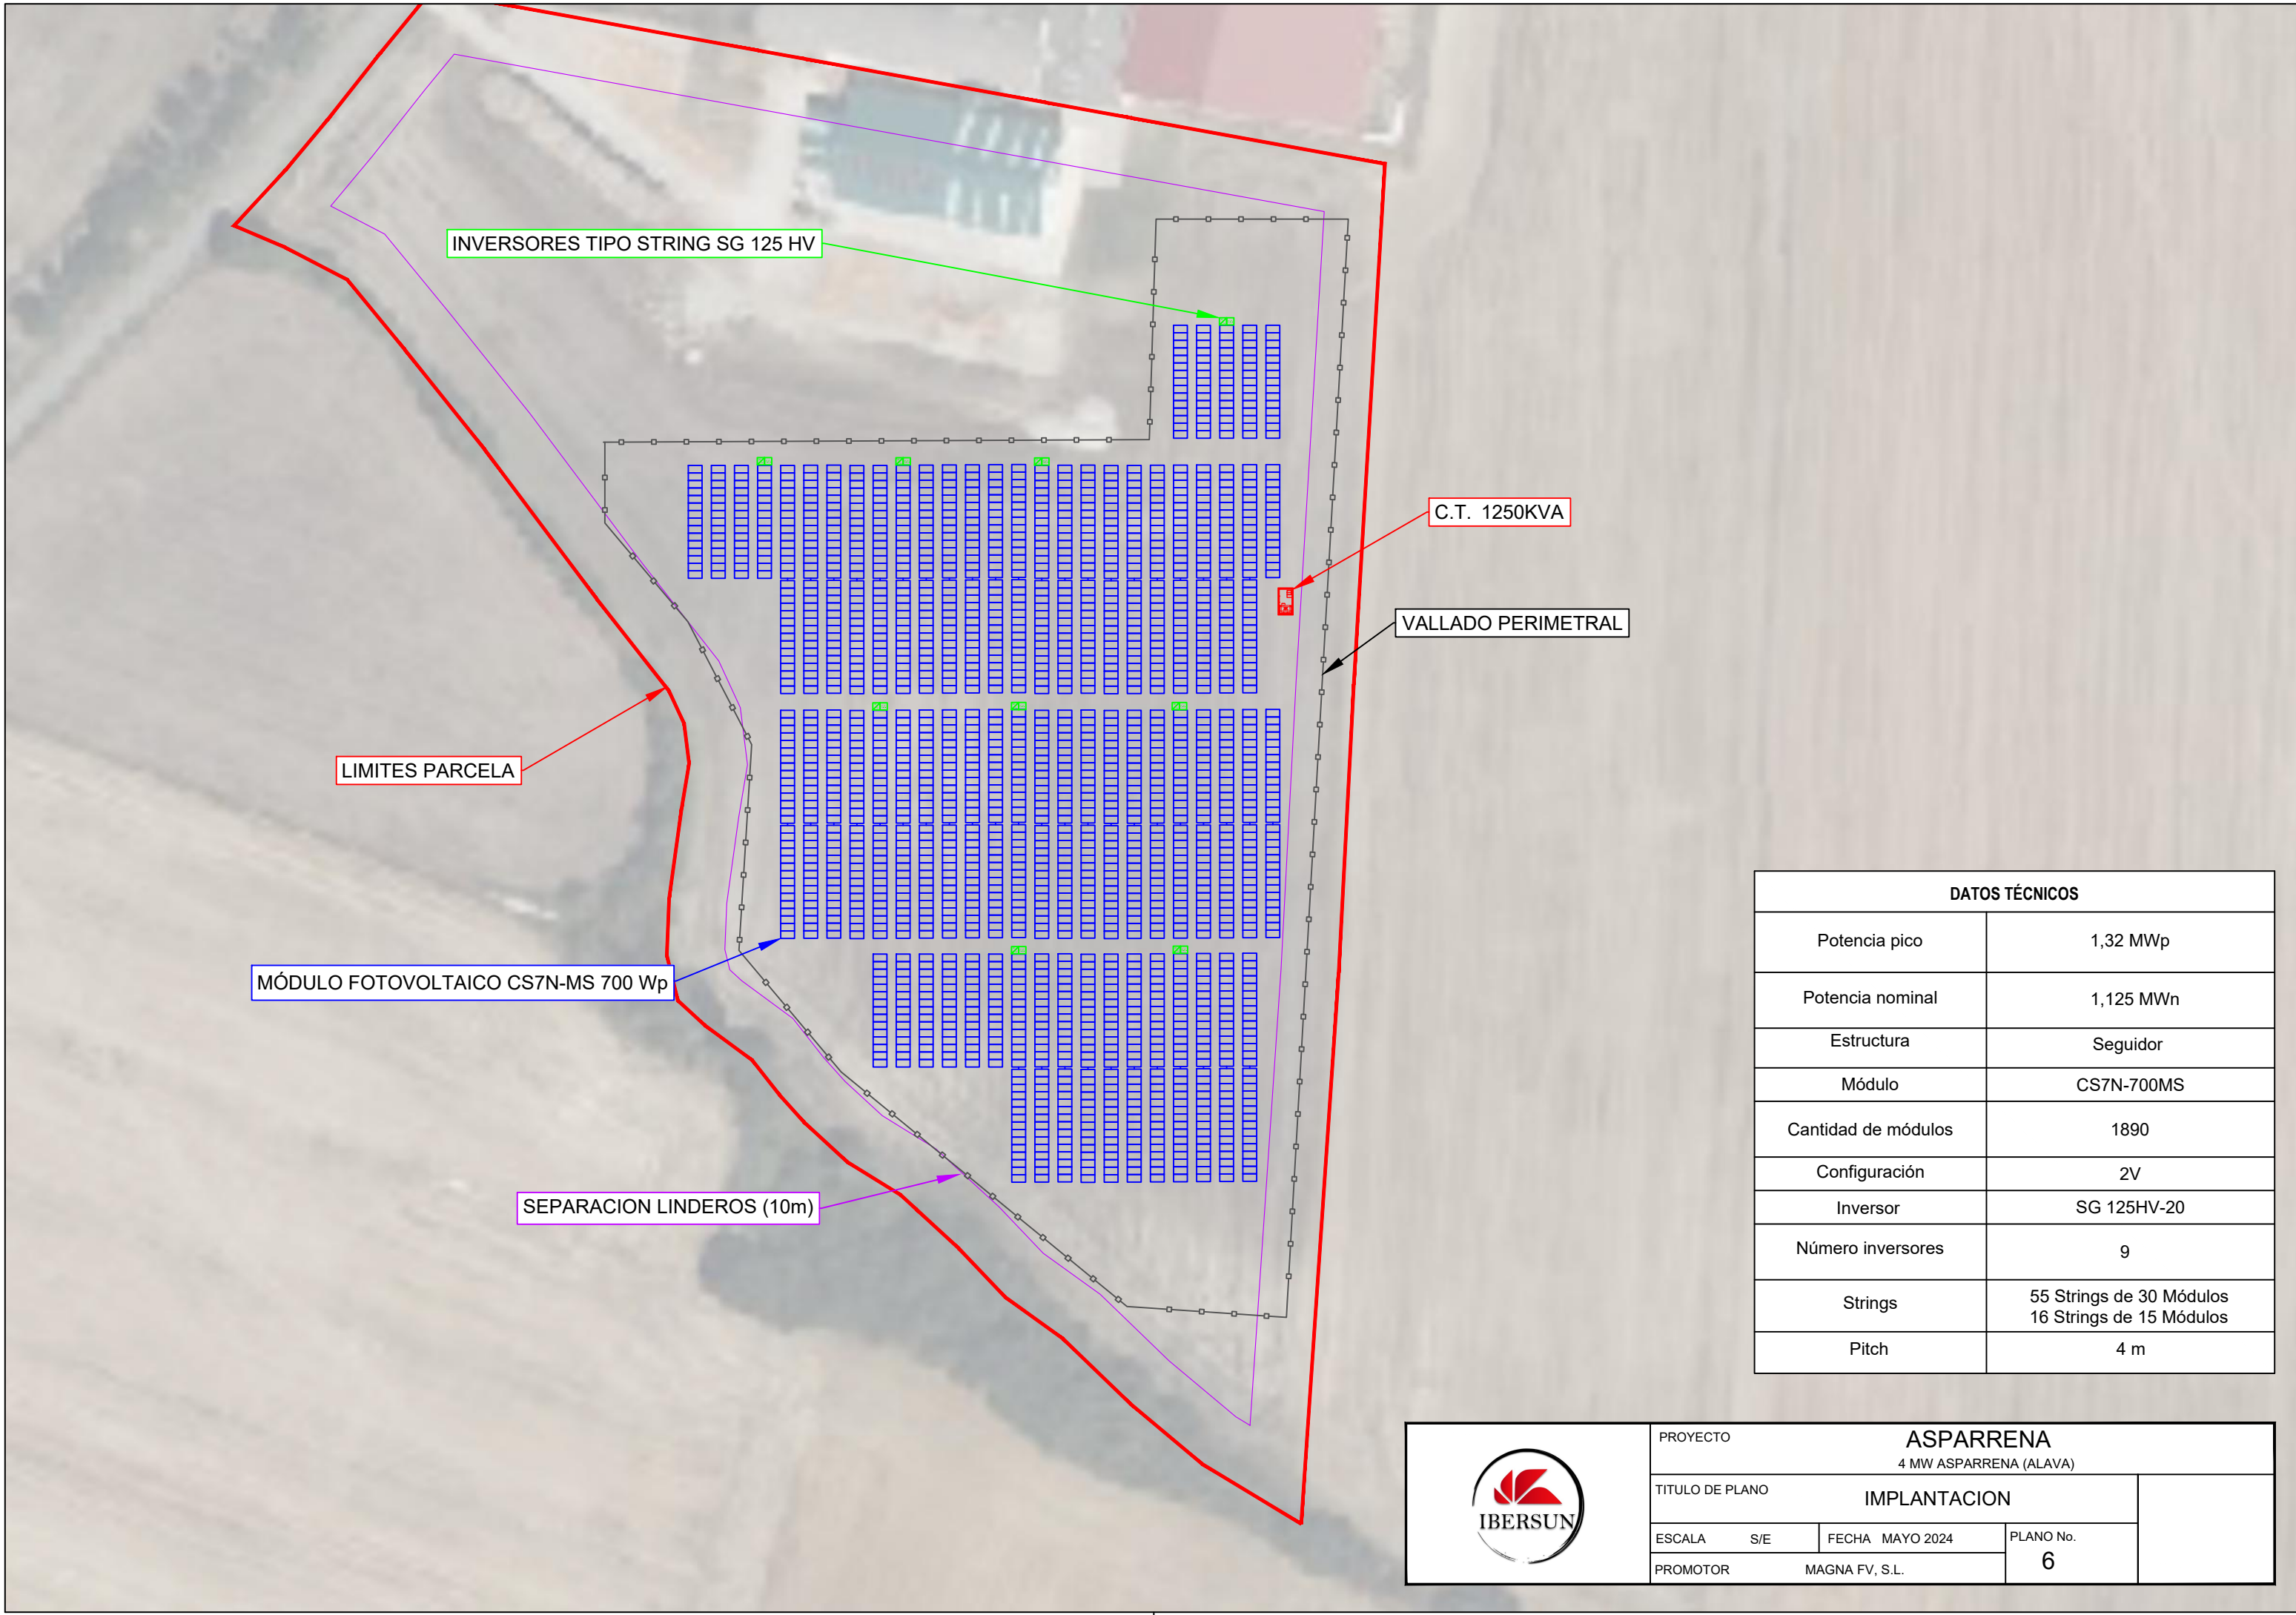 INVERSORES TIPO STRING SG 125 HV
C.T. 1250KVA
VALLADO PERIMETRAL
LIMITES PARCELA
MÓDULO FOTOVOLTAICO CS7N-MS 700 Wp
SEPARACION LINDEROS (10m)
DATOS TÉCNICOS
Potencia pico 1,32 MWp
Potencia nominal 1,125 MWn
Estructura Seguidor
Módulo CS7N-700MS
Cantidad de módulos 1890
Configuración 2V
Inversor SG 125HV-20
Número inversores 9
Strings 55 Strings de 30 Módulos
16 Strings de 15 Módulos
Pitch 4 m
IBERSUN
PROYECTO ASPARRENA
4 MW ASPARRENA (ALAVA)
TITULO DE PLANO IMPLANTACION
ESCALA S/E FECHA MAYO 2024 PLANO No.
6
PROMOTOR MAGNA FV, S.L.